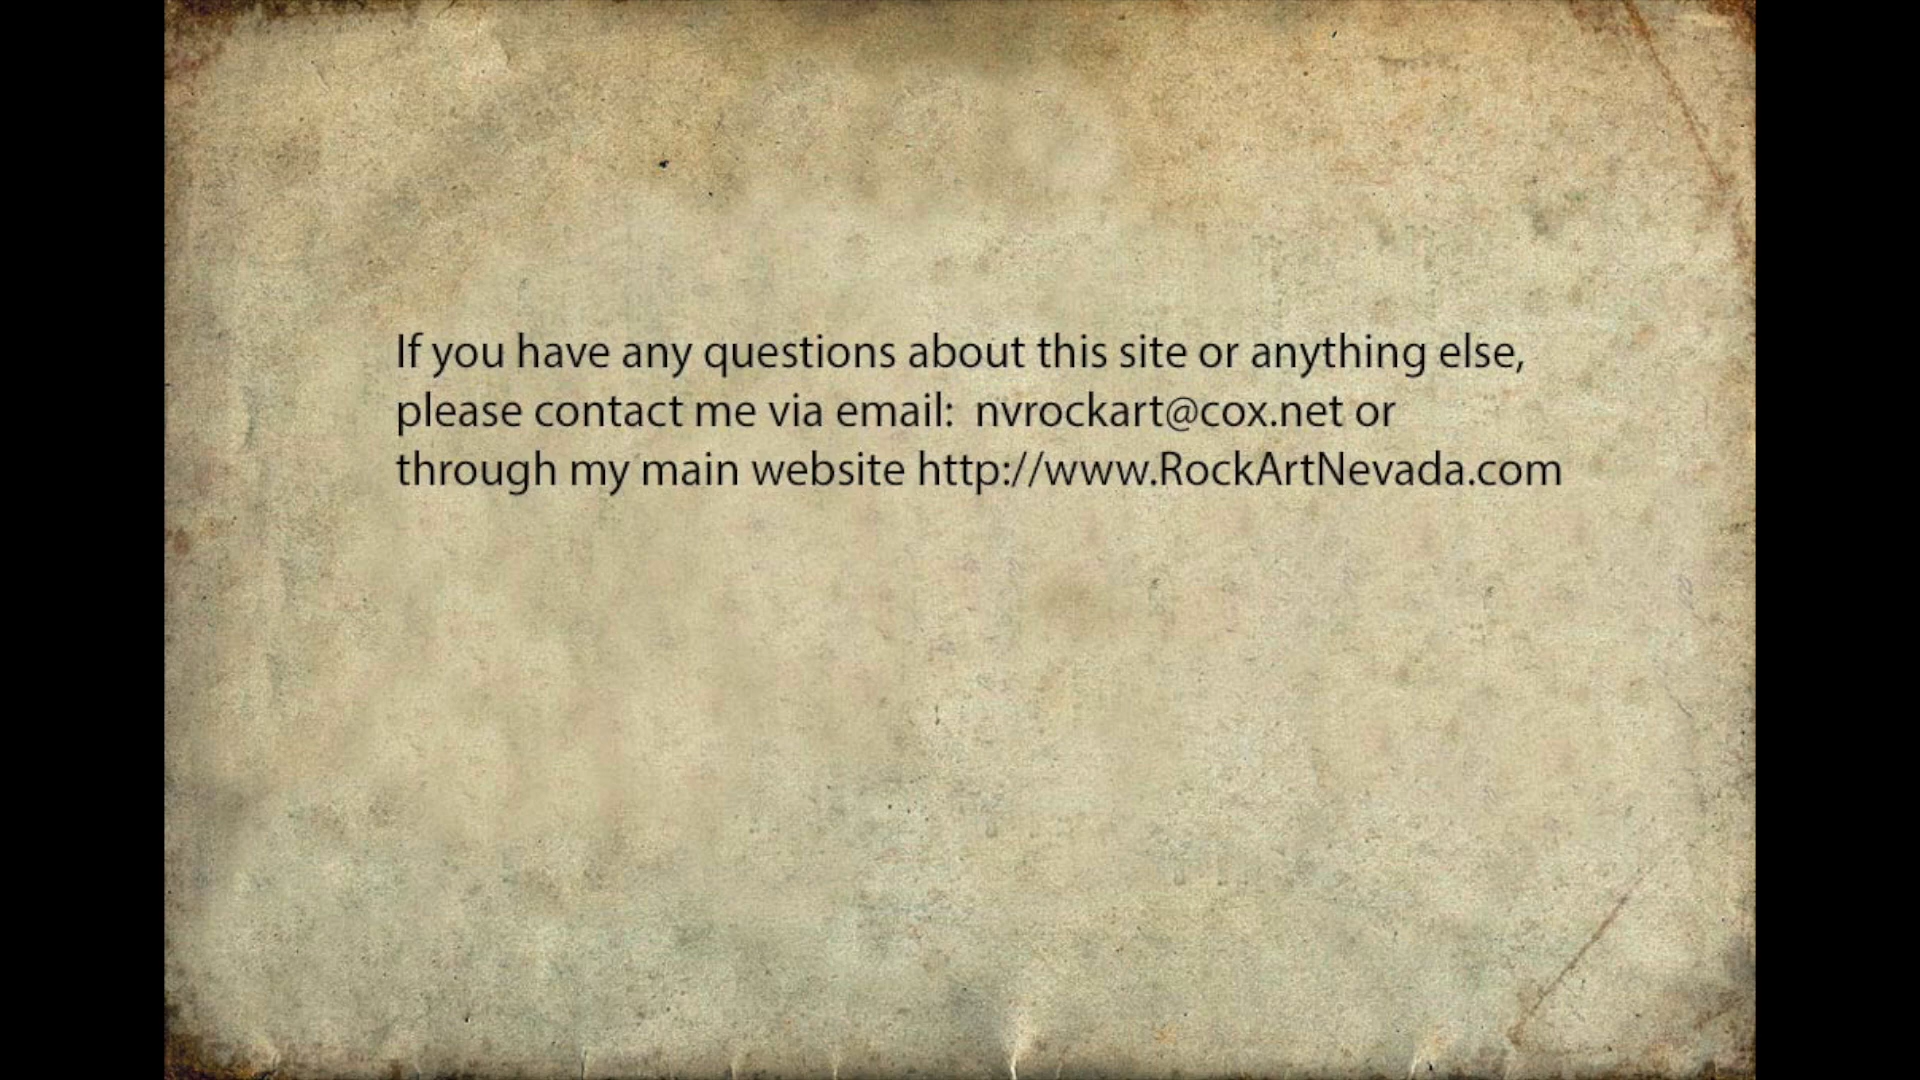 If you have any questions about this site or anything else,
please contact me via email:  nvrockart@cox.net or
through my main website http://www.RockArtNevada.com